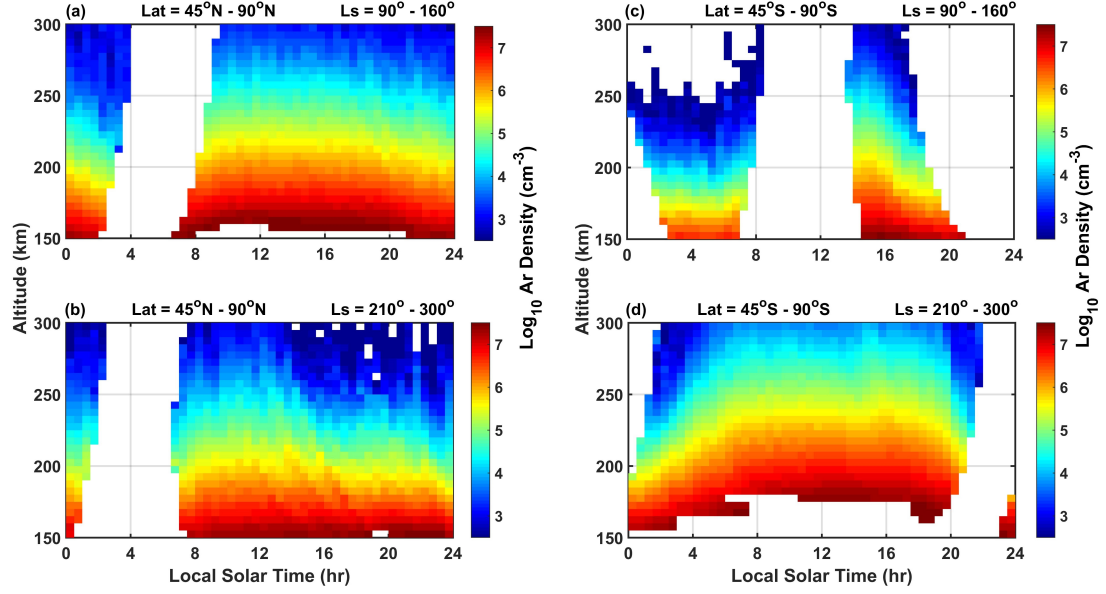 (a) Lat = 45°N - 90°N Ls = 90° - 160°
300
250
200
150
0 4 8 12 16 20 24
7
6
5
4
3
(c) Lat = 45°S - 90°S Ls = 90° - 160°
300
250
200
150
0 4 8 12 16 20 24
7
6
5
4
3
Altitude (km)
Log10 Ar Density (cm-3)
Altitude (km)
Log10 Ar Density (cm-3)
(b) Lat = 45°N - 90°N Ls = 210° - 300°
300
250
200
150
0 4 8 12 16 20 24
Local Solar Time (hr)
7
6
5
4
3
(d) Lat = 45°S - 90°S Ls = 210° - 300°
300
250
200
150
0 4 8 12 16 20 24
Local Solar Time (hr)
7
6
5
4
3